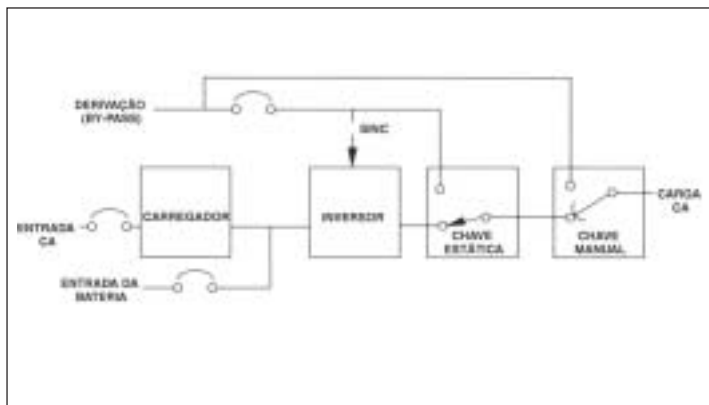 DERIVAÇÃO
(BY-PASS)
SINC
CARREGADOR
INVERSOR
ENTRADA
CA
CHAVE
ESTÁTICA
CHAVE
MANUAL
CARGA
CA
ENTRADA DA
BATERIA